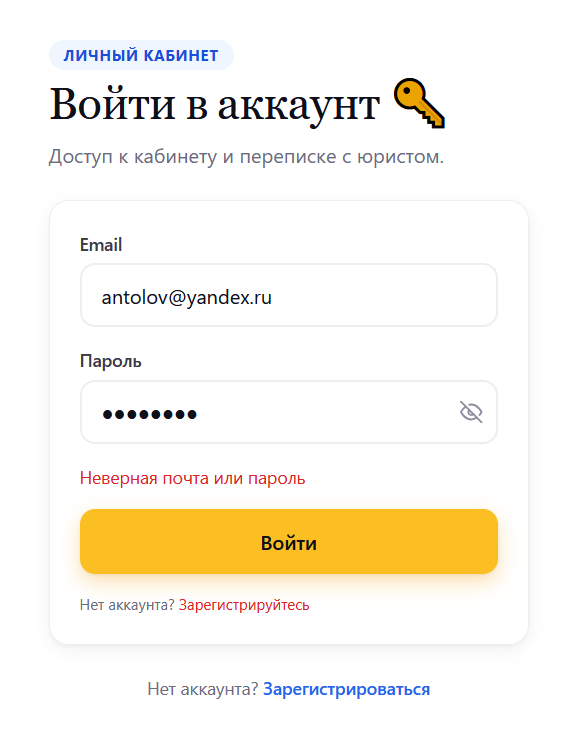 ЛИЧНЫЙ КАБИНЕТ
Войти в аккаунт
Доступ к кабинету и переписке с юристом.
Email
antolov@yandex.ru
Пароль
••••••••
Неверная почта или пароль
Войти
Нет аккаунта? Зарегистрируйтесь
Нет аккаунта? Зарегистрироваться